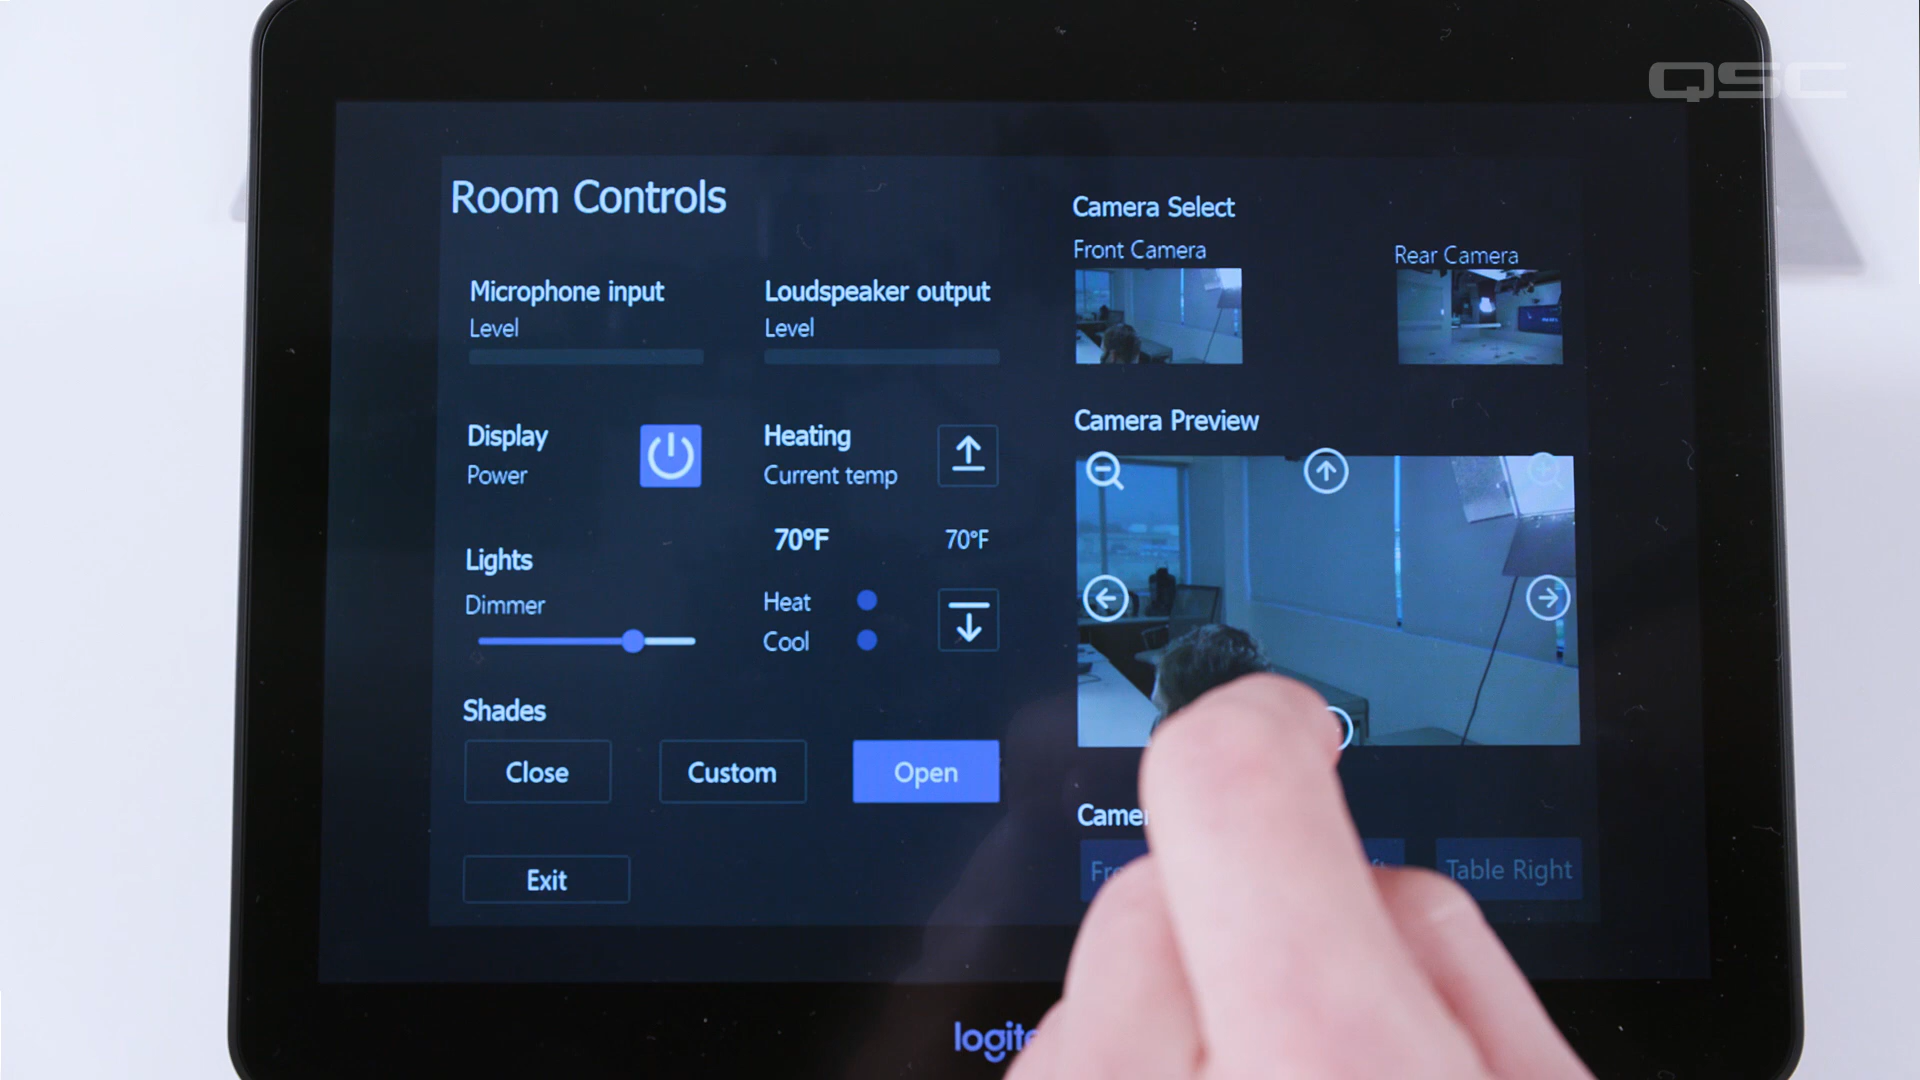 QSC
Room Controls
Microphone input
Level
Loudspeaker output
Level
Display
Power
Heating
Current temp
70°F
70°F
Lights
Dimmer
Heat
Cool
Shades
Close
Custom
Open
Exit
Camera Select
Front Camera
Rear Camera
Camera Preview
Table Right